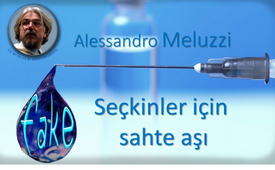 Alessandro Meluzzi
fake
Seçkinler için
sahte aşı